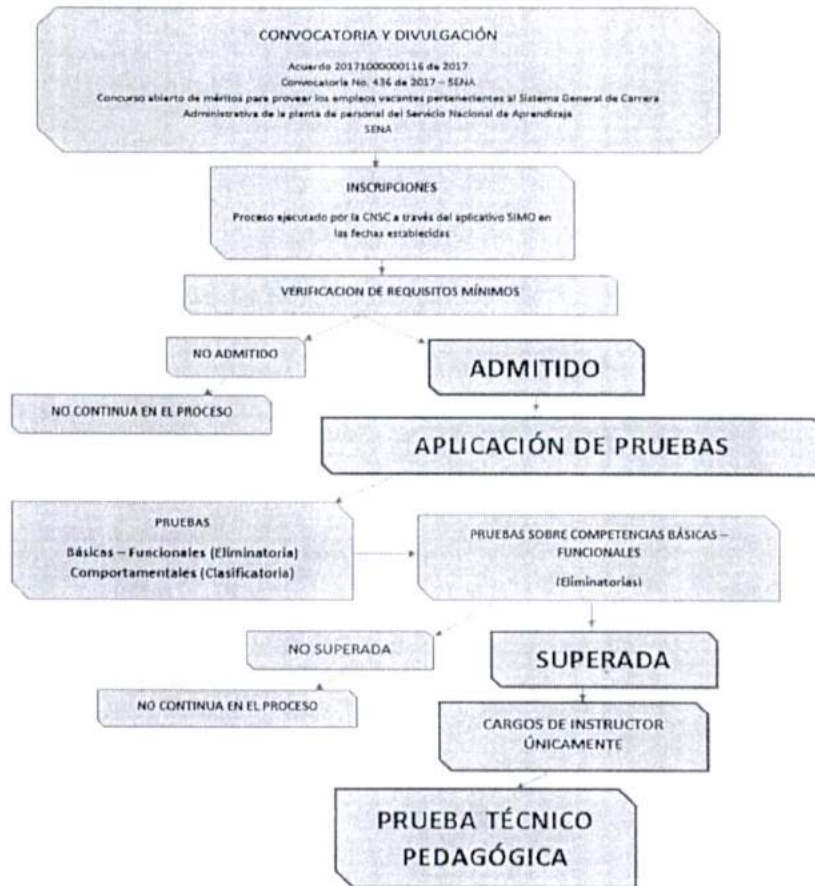 CONVOCATORIA Y DIVULGACIÓN
Acuerdo 20171000000116 de 2017
Convocatoria No. 436 de 2017 – SENA
Concurso abierto de méritos para proveer los empleos vacantes pertenecientes al Sistema General de Carrera
Administrativa de la planta de personal del Servicio Nacional de Aprendizaje
SENA
INSCRIPCIONES
Proceso ejecutado por la CNSC a través del aplicativo SIMO en
las fechas establecidas
VERIFICACION DE REQUISITOS MÍNIMOS
NO ADMITIDO
ADMITIDO
NO CONTINUA EN EL PROCESO
APLICACIÓN DE PRUEBAS
PRUEBAS
Básicas – Funcionales (Eliminatoria)
Comportamentales (Clasificatoria)
PRUEBAS SOBRE COMPETENCIAS BÁSICAS –
FUNCIONALES
(Eliminatorias)
NO SUPERADA
SUPERADA
NO CONTINUA EN EL PROCESO
CARGOS DE INSTRUCTOR
ÚNICAMENTE
PRUEBA TÉCNICO
PEDAGÓGICA